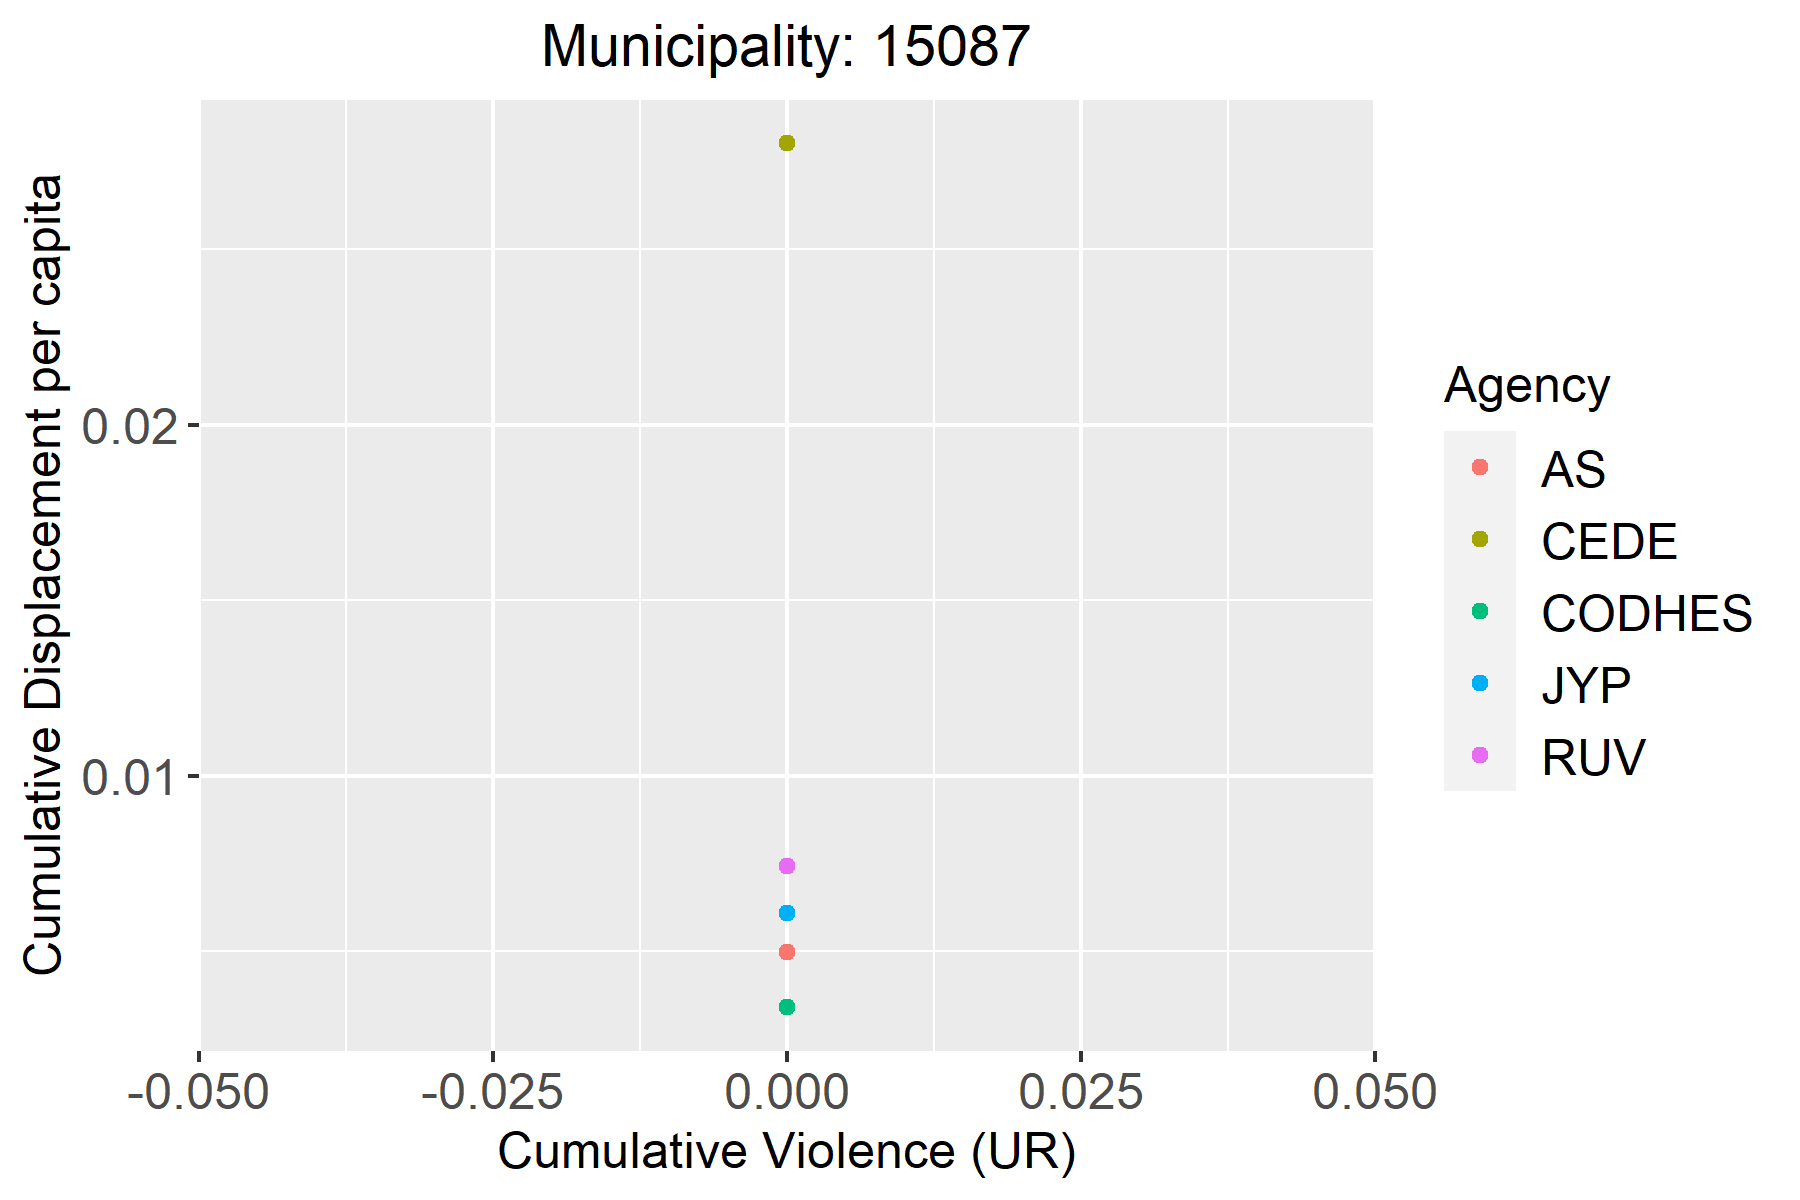 Municipality: 15087
Cumulative Displacement per capita
0.02
0.01
-0.050
-0.025
0.000
0.025
0.050
Cumulative Violence (UR)
Agency
AS
CEDE
CODHES
JYP
RUV